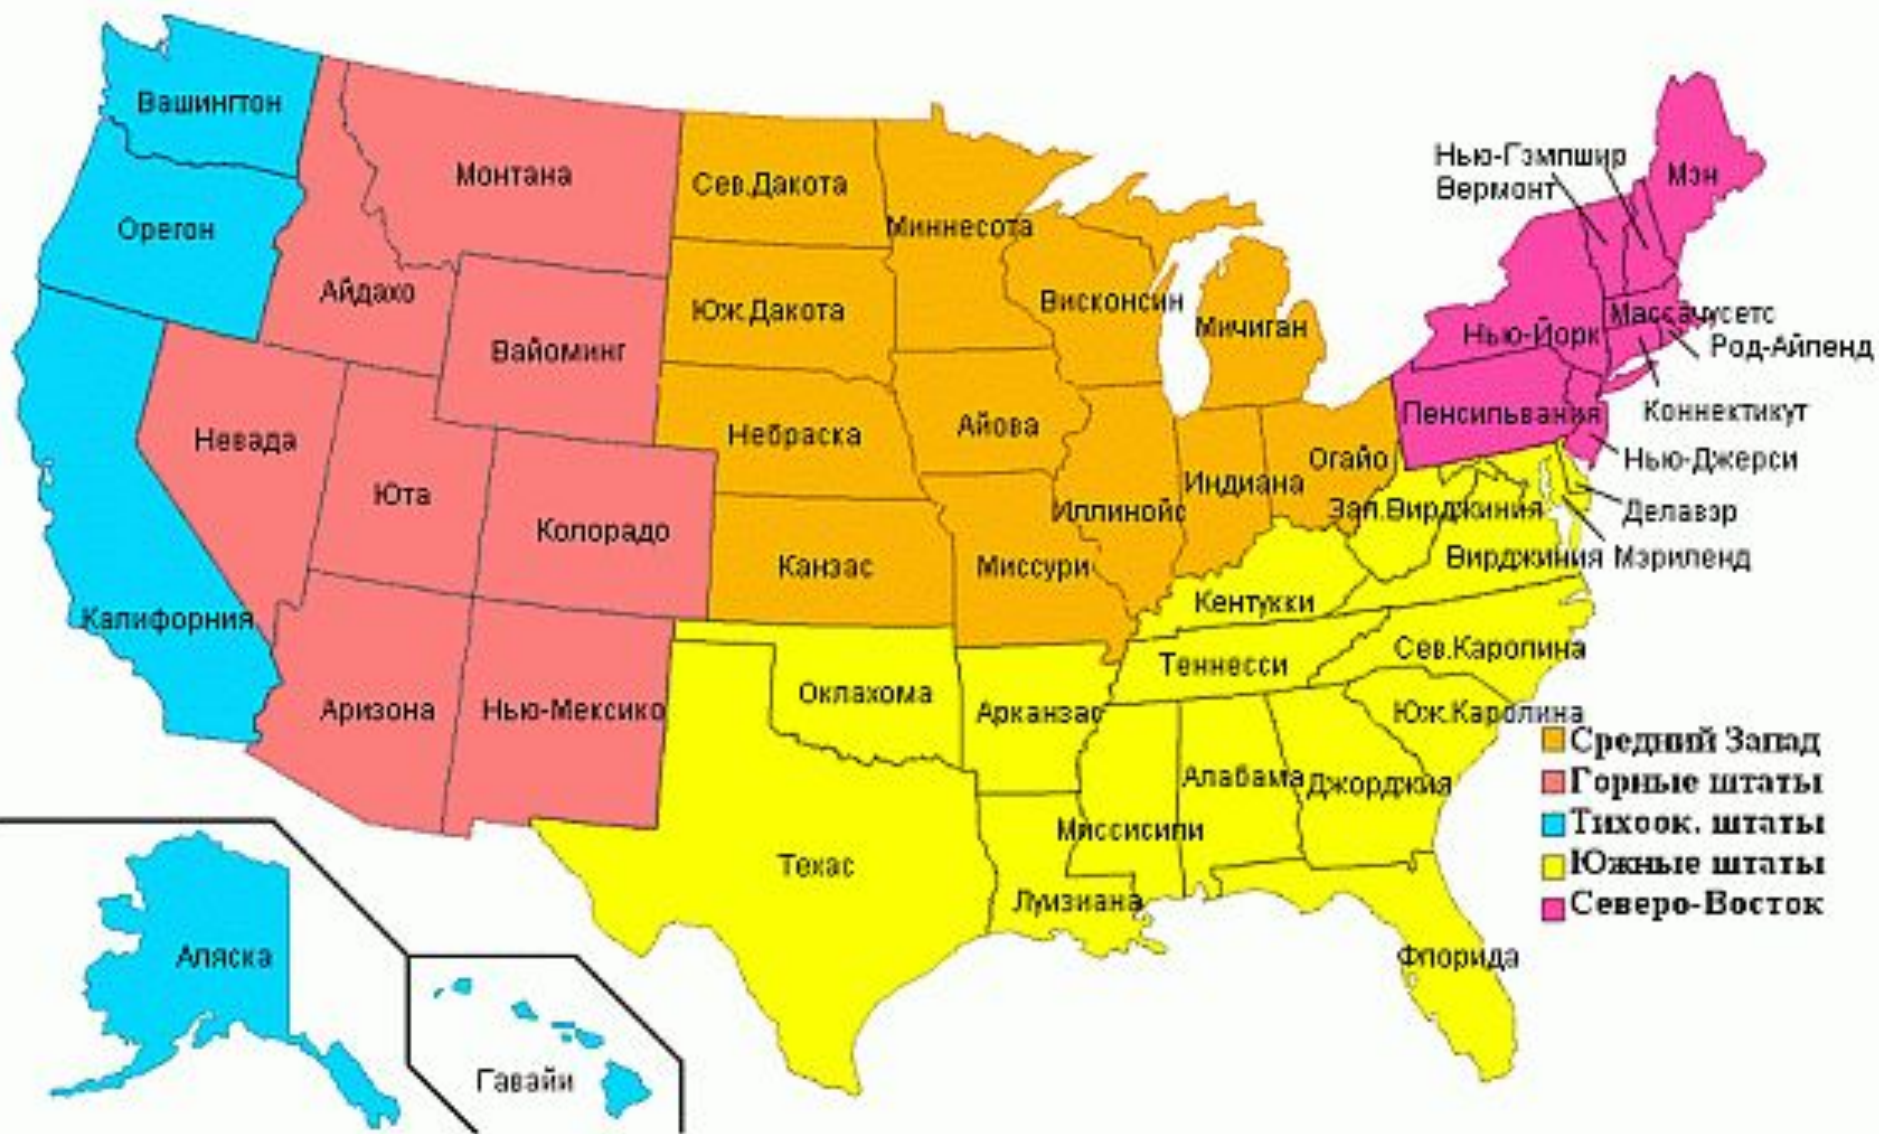 Вашингтон
Орегон
Калифорния
Монтана
Айдахо
Вайоминг
Невада
Юта
Колорадо
Аризона
Нью-Мексико
Сев.Дакота
Юж.Дакота
Небраска
Канзас
Миннесота
Айова
Миссури
Висконсин
Иллинойс
Мичиган
Индиана
Огайо
Нью-Гэмпшир
Вермонт
Мэн
Массачусетс
Нью-Йорк
Род-Айленд
Пенсильвания
Коннектикут
Нью-Джерси
Делавэр
Зап.Вирджиния
Вирджиния
Мэриленд
Кентукки
Теннесси
Сев.Каролина
Юж.Каролина
Оклахома
Арканзас
Техас
Луизиана
Миссисипи
Алабама
Джорджия
Флорида
Аляска
Гавайи
Средний Запад
Горные штаты
Тихоок. штаты
Южные штаты
Северо-Восток